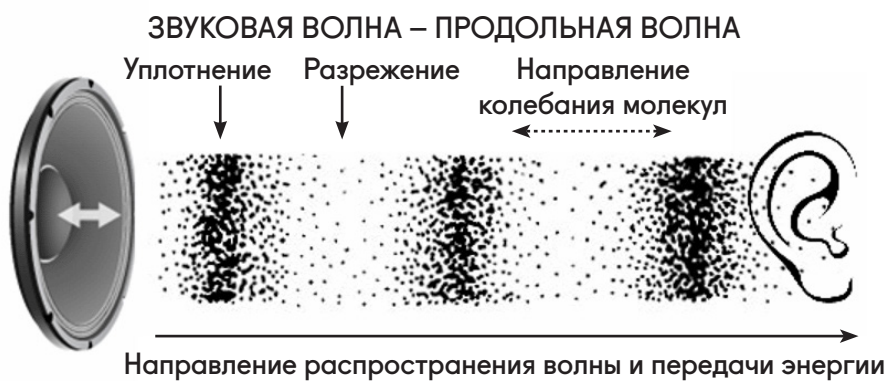 ЗВУКОВАЯ ВОЛНА – ПРОДОЛЬНАЯ ВОЛНА
Уплотнение
Разрежение
Направление
колебания молекул
Направление распространения волны и передачи энергии